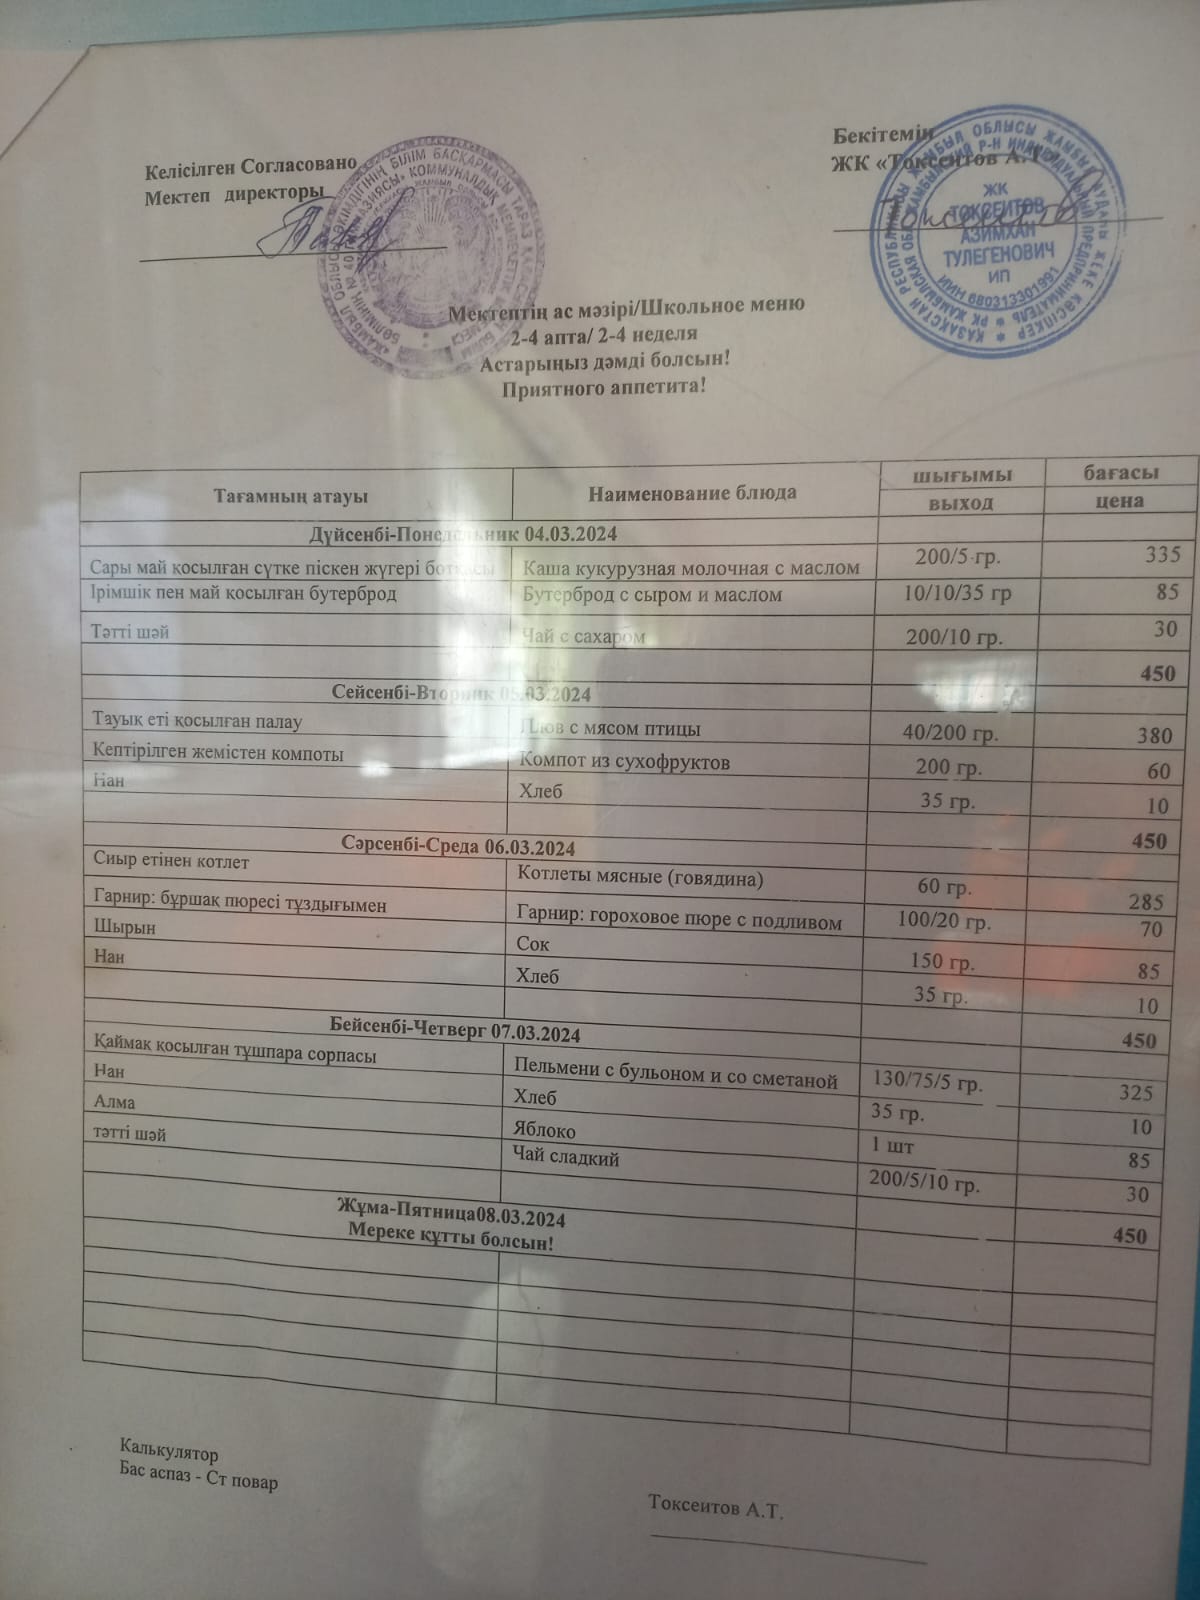 Келісілген Согласовано
Мектеп директоры
Бекітемін
ЖК «Токсеитов А.Т
ЖК
ТОКСЕИТОВ
АЗИМХАН
ТУЛЕГЕНОВИЧ
ИП
ИИН 680313301991
Мектептің ас мәзірі/Школьное меню
2-4 апта/ 2-4 неделя
Астарыңыз дәмді болсын!
Приятного аппетита!
Тағамның атауы Наименование блюда шығымы бағасы
выход цена
Дүйсенбі-Понедельник 04.03.2024
Сары май қосылған сүтке піскен жүгері ботқасы Каша кукурузная молочная с маслом 200/5 гр. 335
Ірімшік пен май қосылған бутерброд Бутерброд с сыром и маслом 10/10/35 гр 85
Тәтті шәй Чай с сахаром 200/10 гр. 30
450
Сейсенбі-Вторник 05.03.2024
Тауық еті қосылған палау Плов с мясом птицы 40/200 гр. 380
Кептірілген жемістен компоты Компот из сухофруктов 200 гр. 60
Нан Хлеб 35 гр. 10
450
Сәрсенбі-Среда 06.03.2024
Сиыр етінен котлет Котлеты мясные (говядина) 60 гр. 285
Гарнир: бұршақ пюресі тұздығымен Гарнир: гороховое пюре с подливом 100/20 гр. 70
Шырын Сок 150 гр. 85
Нан Хлеб 35 гр. 10
450
Бейсенбі-Четверг 07.03.2024
Қаймақ қосылған тұшпара сорпасы Пельмени с бульоном и со сметаной 130/75/5 гр. 325
Нан Хлеб 35 гр. 10
Алма Яблоко 1 шт 85
тәтті шәй Чай сладкий 200/5/10 гр. 30
450
Жұма-Пятница08.03.2024
Мереке құтты болсын!
Калькулятор
Бас аспаз - Ст повар
Токсеитов А.Т.